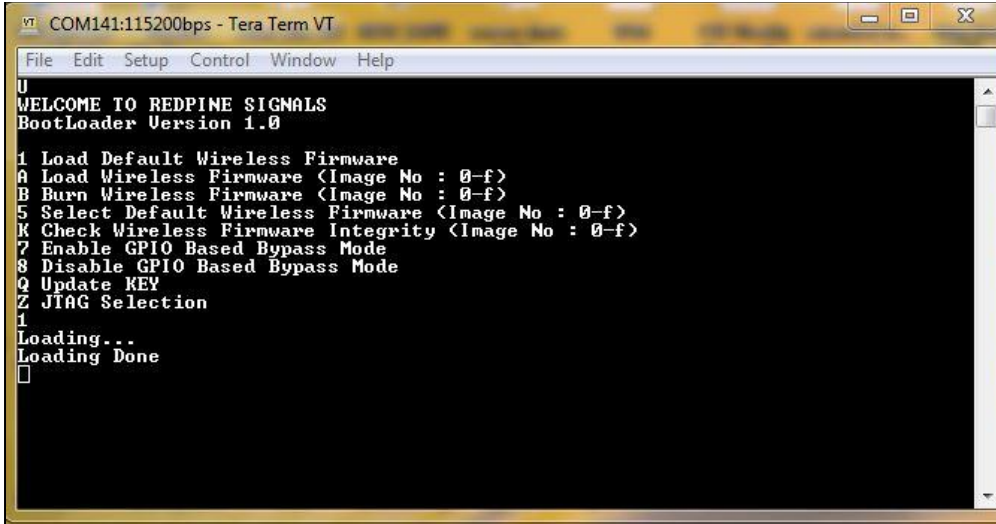 COM141:115200bps - Tera Term VT
File Edit Setup Control Window Help
U
WELCOME TO REDPINE SIGNALS
BootLoader Version 1.0
1 Load Default Wireless Firmware
A Load Wireless Firmware (Image No : 0-f)
B Burn Wireless Firmware (Image No : 0-f)
5 Select Default Wireless Firmware (Image No : 0-f)
K Check Wireless Firmware Integrity (Image No : 0-f)
7 Enable GPIO Based Bypass Mode
8 Disable GPIO Based Bypass Mode
Q Update KEY
Z JTAG Selection
1
Loading...
Loading Done